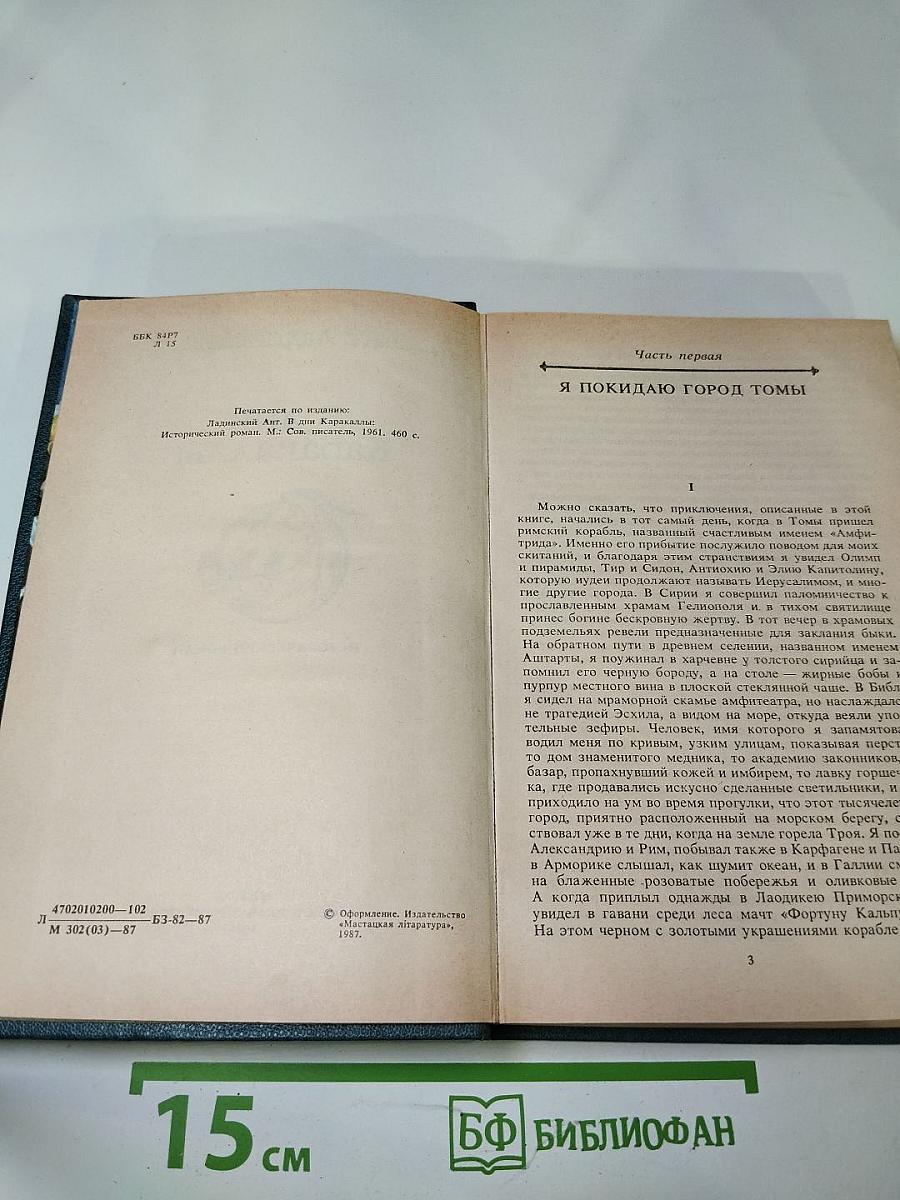 ББК 84Р7
Л 15
Печатается по изданию:
Ладинский Ант. В дни Каракаллы:
Исторический роман. М.: Сов. писатель, 1961. 460 с.
4702010200—102
Л ———— БЗ-82—87
М 302(03)—87
© Оформление. Издательство
«Мастацкая літаратура»,
1987.
Часть первая
Я ПОКИДАЮ ГОРОД ТОМЫ
I
Можно сказать, что приключения, описанные в этой
книге, начались в тот самый день, когда в Томы пришел
римский корабль, названный счастливым именем «Амфи-
трида». Именно его прибытие послужило поводом для моих
скитаний, и благодаря этим странствиям я увидел Олимп
и пирамиды, Тир и Сидон, Антиохию и Элию Капитолину,
которую иудеи продолжают называть Иерусалимом, и мно-
гие другие города. В Сирии я совершил паломничество к
прославленным храмам Гелиополя и в тихом святилище
принес богине бескровную жертву. В тот вечер в храмовых
подземельях ревели предназначенные для заклания быки.
На обратном пути в древнем селении, названном именем
Аштарты, я поужинал в харчевне у толстого сирийца и за-
помнил его черную бороду, а на столе — жирные бобы и
пурпур местного вина в плоской стеклянной чаше. В Библ
я сидел на мраморной скамье амфитеатра, но наслаждалс
не трагедией Эсхила, а видом на море, откуда веяли упо
тельные зефиры. Человек, имя которого я запамятова
водил меня по кривым, узким улицам, показывая перст
то дом знаменитого медника, то академию законников,
базар, пропахнувший кожей и имбирем, то лавку горшеч
ка, где продавались искусно сделанные светильники, и
приходило на ум во время прогулки, что этот тысячелет
город, приятно расположенный на морском берегу, с
ствовал уже в те дни, когда на земле горела Троя. Я по
Александрию и Рим, побывал также в Карфагене и Па
в Арморике слышал, как шумит океан, и в Галлии см
на блаженные розоватые побережья и оливковые
А когда приплыл однажды в Лаодикею Приморск
увидел в гавани среди леса мачт «Фортуну Кальпу
На этом черном с золотыми украшениями корабле
3
15 см
БФ БИБЛИОФАН